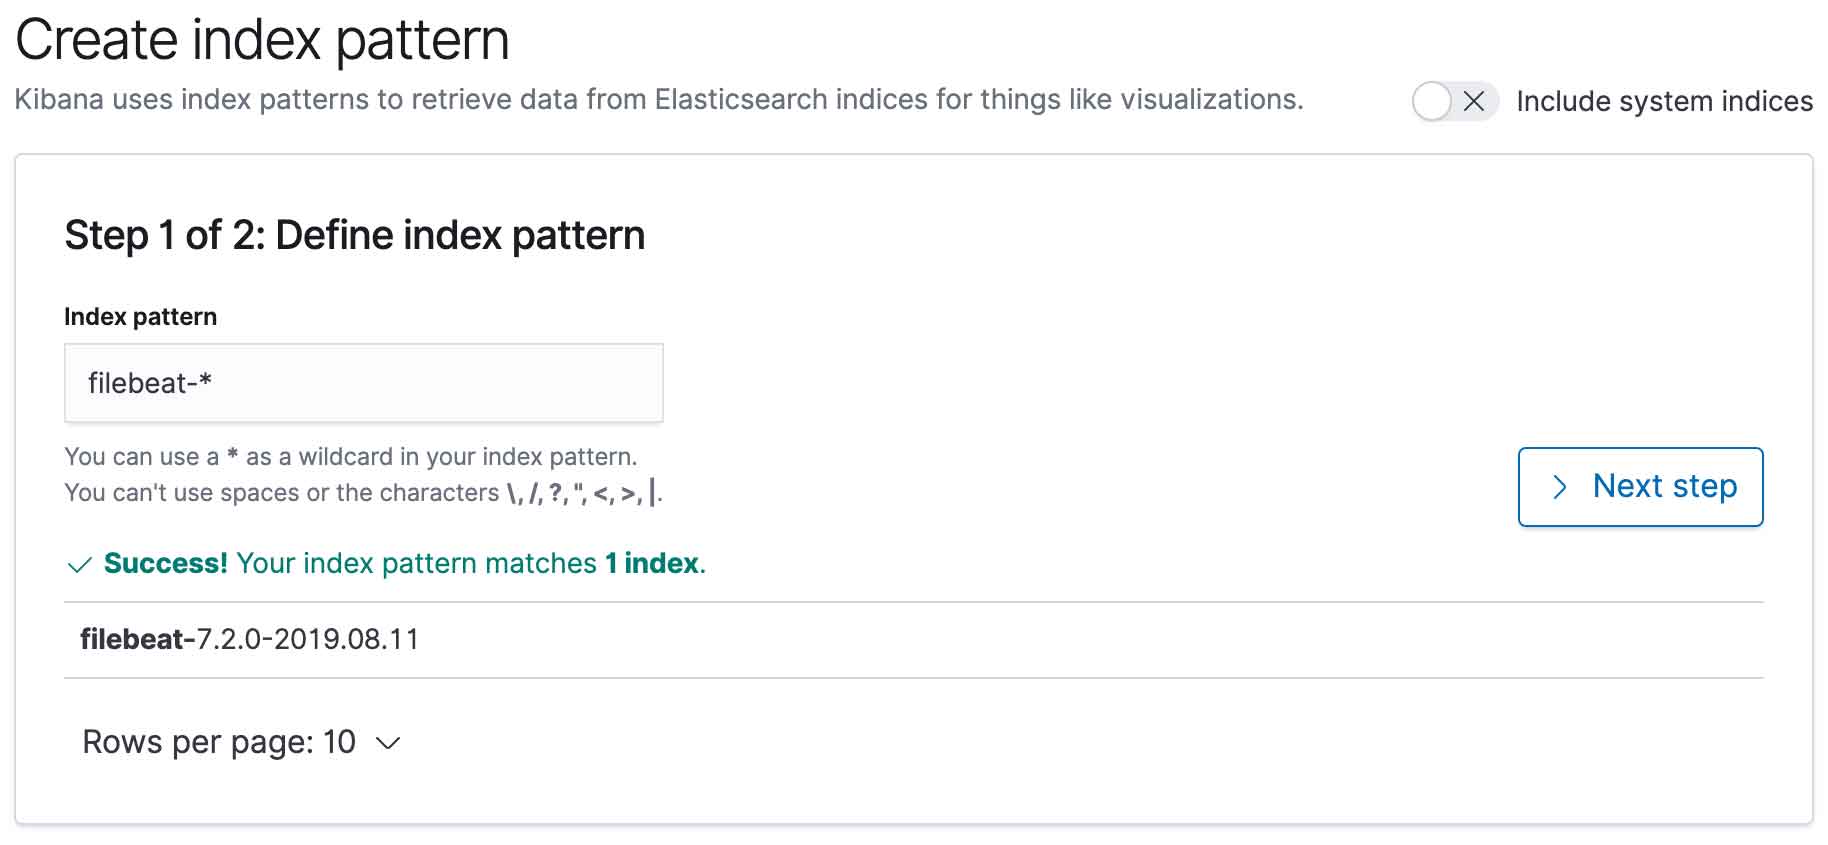 Create index pattern
Kibana uses index patterns to retrieve data from Elasticsearch indices for things like visualizations.
Include system indices
Step 1 of 2: Define index pattern
Index pattern
filebeat-*
You can use a * as a wildcard in your index pattern.
You can't use spaces or the characters \, /, ?, ", <, >, |.
Next step
Success! Your index pattern matches 1 index.
filebeat-7.2.0-2019.08.11
Rows per page: 10